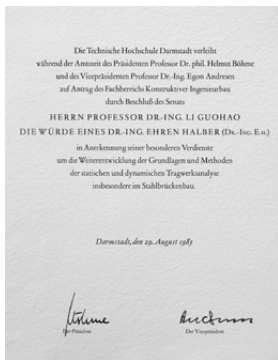 Die Technische Hochschule Darmstadt verleiht
während der Amtszeit des Präsidenten Professor Dr. phil. Helmut Böhme
und des Vizepräsidenten Professor Dr.-Ing. Egon Andresen
auf Antrag des Fachbereichs Konstruktiver Ingenieurbau
durch Beschluß des Senats
HERRN PROFESSOR DR.-ING. LI GUOHAO
DIE WÜRDE EINES DR.-ING. EHREN HALBER (DR.-ING. E.H.)
in Anerkennung seiner besonderen Verdienste
um die Weiterentwicklung der Grundlagen und Methoden
der statischen und dynamischen Tragwerksanalyse
insbesondere im Stahlbrückenbau.
Darmstadt, den 29. August 1985
Der Präsident
Der Vizepräsident